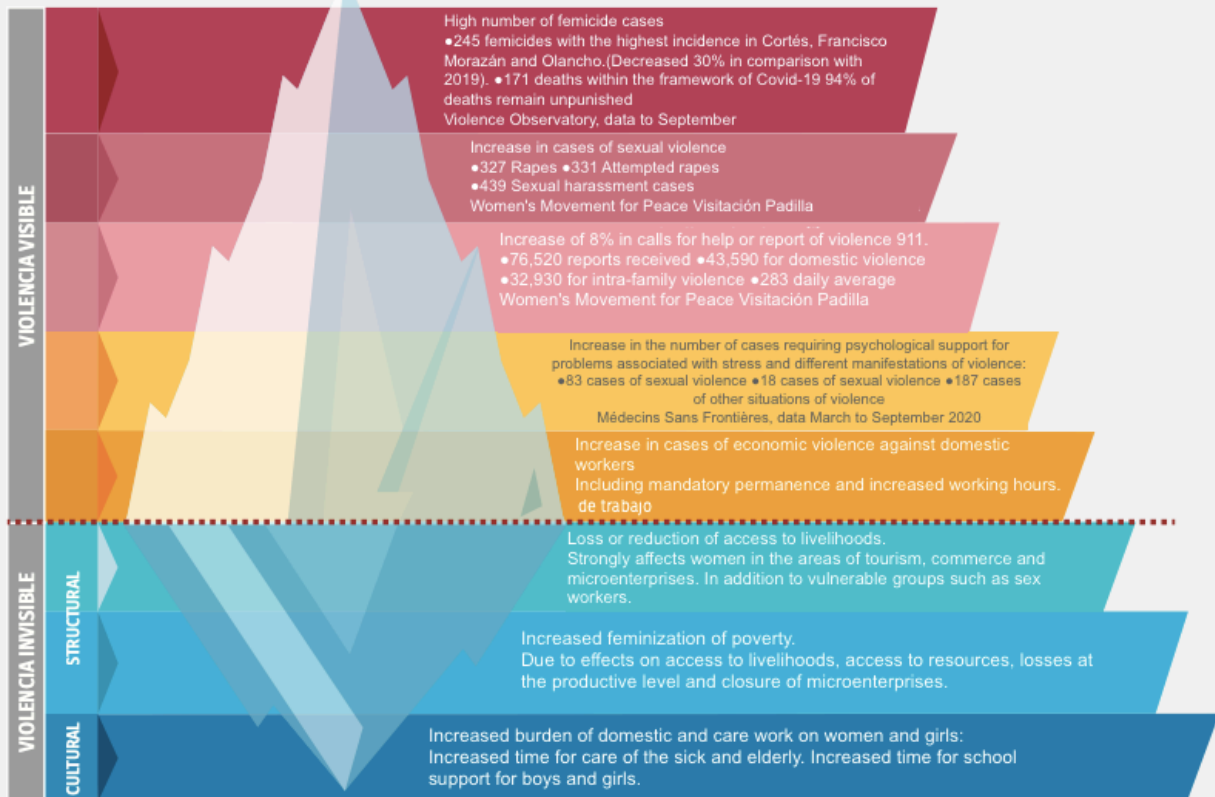 VIOLENCIA VISIBLE
High number of femicide cases
●245 femicides with the highest incidence in Cortés, Francisco
Morazán and Olancho.(Decreased 30% in comparison with
2019). ●171 deaths within the framework of Covid-19 94% of
deaths remain unpunished
Violence Observatory, data to September
Increase in cases of sexual violence
●327 Rapes ●331 Attempted rapes
●439 Sexual harassment cases
Women's Movement for Peace Visitación Padilla
Increase of 8% in calls for help or report of violence 911.
●76,520 reports received ●43,590 for domestic violence
●32,930 for intra-family violence ●283 daily average
Women's Movement for Peace Visitación Padilla
Increase in the number of cases requiring psychological support for
problems associated with stress and different manifestations of violence:
●83 cases of sexual violence ●18 cases of sexual violence ●187 cases
of other situations of violence
Médecins Sans Frontières, data March to September 2020
Increase in cases of economic violence against domestic
workers
Including mandatory permanence and increased working hours.
de trabajo
VIOLENCIA INVISIBLE
STRUCTURAL
Loss or reduction of access to livelihoods.
Strongly affects women in the areas of tourism, commerce and
microenterprises. In addition to vulnerable groups such as sex
workers.
Increased feminization of poverty.
Due to effects on access to livelihoods, access to resources, losses at
the productive level and closure of microenterprises.
CULTURAL
Increased burden of domestic and care work on women and girls:
Increased time for care of the sick and elderly. Increased time for school
support for boys and girls.